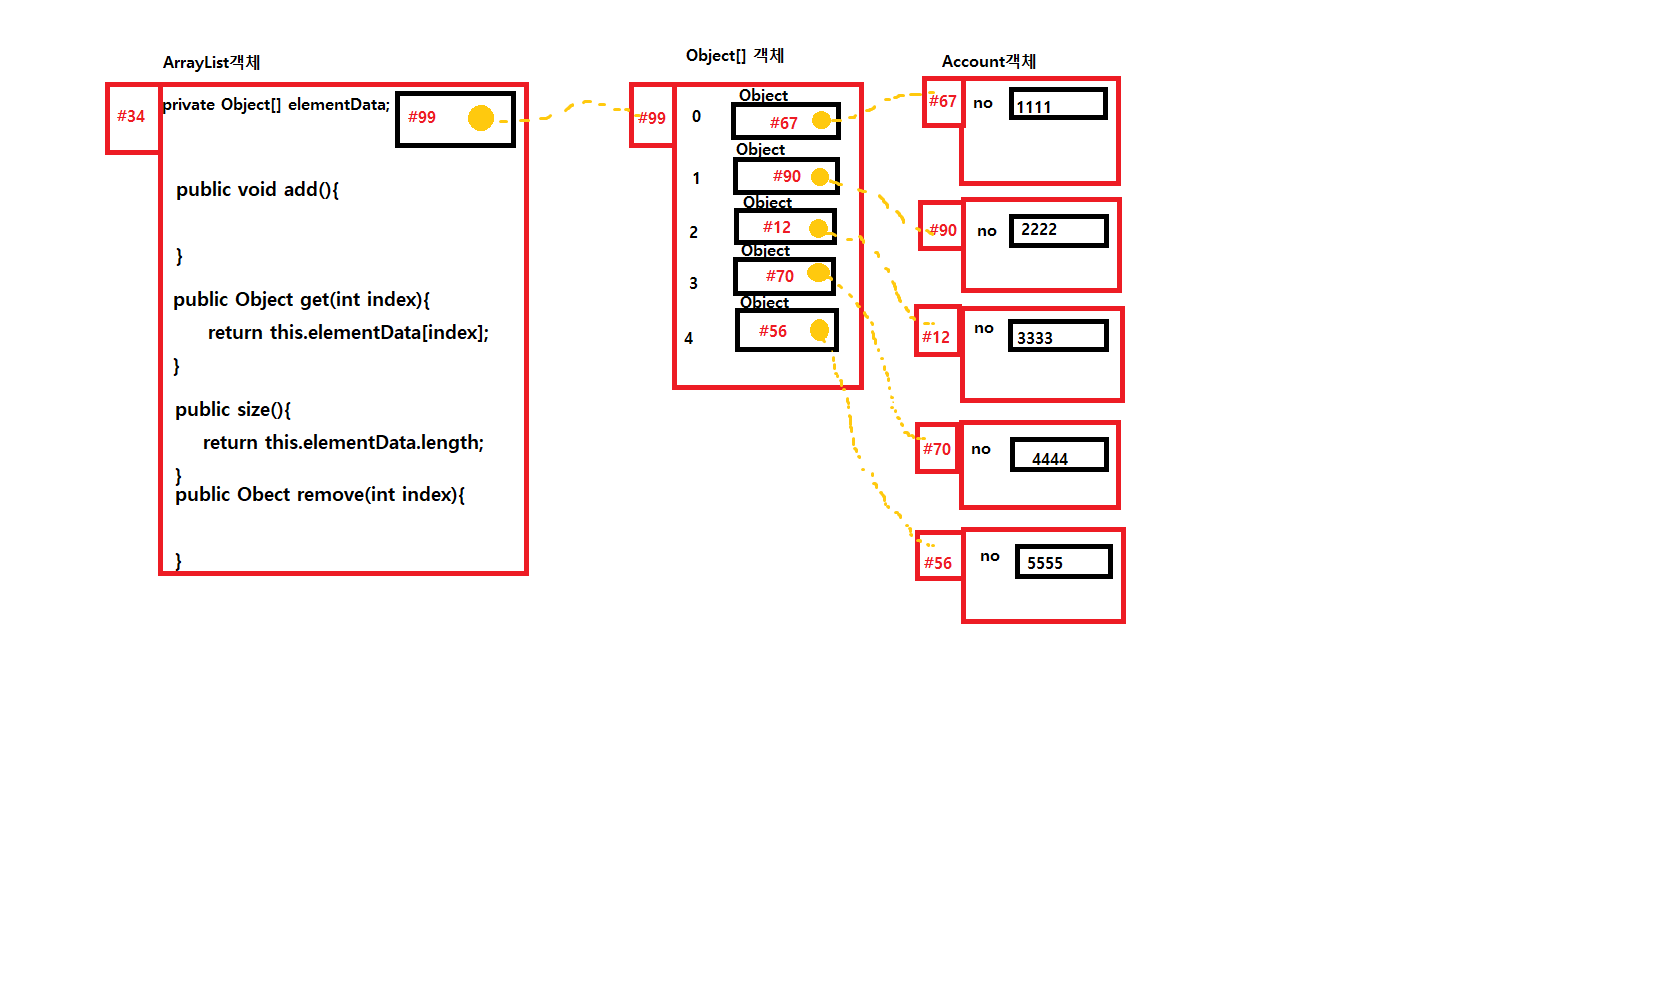 ArrayList객체
#34
private Object[] elementData;
#99
public void add(){
}
public Object get(int index){
return this.elementData[index];
}
public size(){
return this.elementData.length;
}
public Obect remove(int index){
}
Object[] 객체
#99
0
Object
#67
1
Object
#90
2
Object
#12
3
Object
#70
4
Object
#56
Account객체
#67
no
1111
#90
no
2222
#12
no
3333
#70
no
4444
#56
no
5555